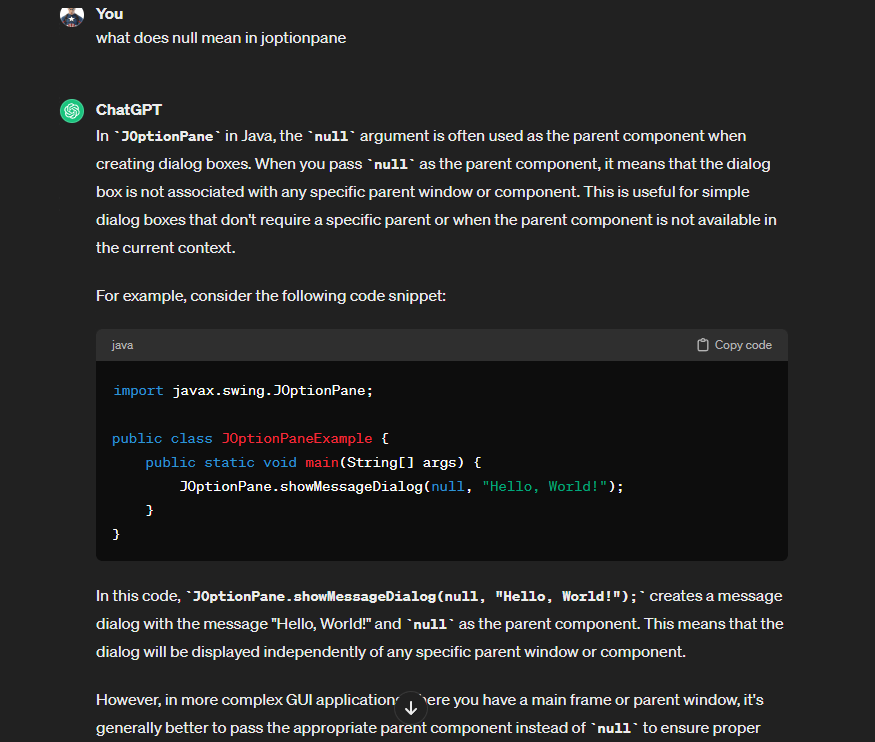 You
what does null mean in joptionpane
ChatGPT
In `JOptionPane` in Java, the `null` argument is often used as the parent component when
creating dialog boxes. When you pass `null` as the parent component, it means that the dialog
box is not associated with any specific parent window or component. This is useful for simple
dialog boxes that don't require a specific parent or when the parent component is not available in
the current context.
For example, consider the following code snippet:
java Copy code
import javax.swing.JOptionPane;
public class JOptionPaneExample {
    public static void main(String[] args) {
        JOptionPane.showMessageDialog(null, "Hello, World!");
    }
}
In this code, `JOptionPane.showMessageDialog(null, "Hello, World!");` creates a message
dialog with the message "Hello, World!" and `null` as the parent component. This means that the
dialog will be displayed independently of any specific parent window or component.
However, in more complex GUI applications where you have a main frame or parent window, it's
generally better to pass the appropriate parent component instead of `null` to ensure proper